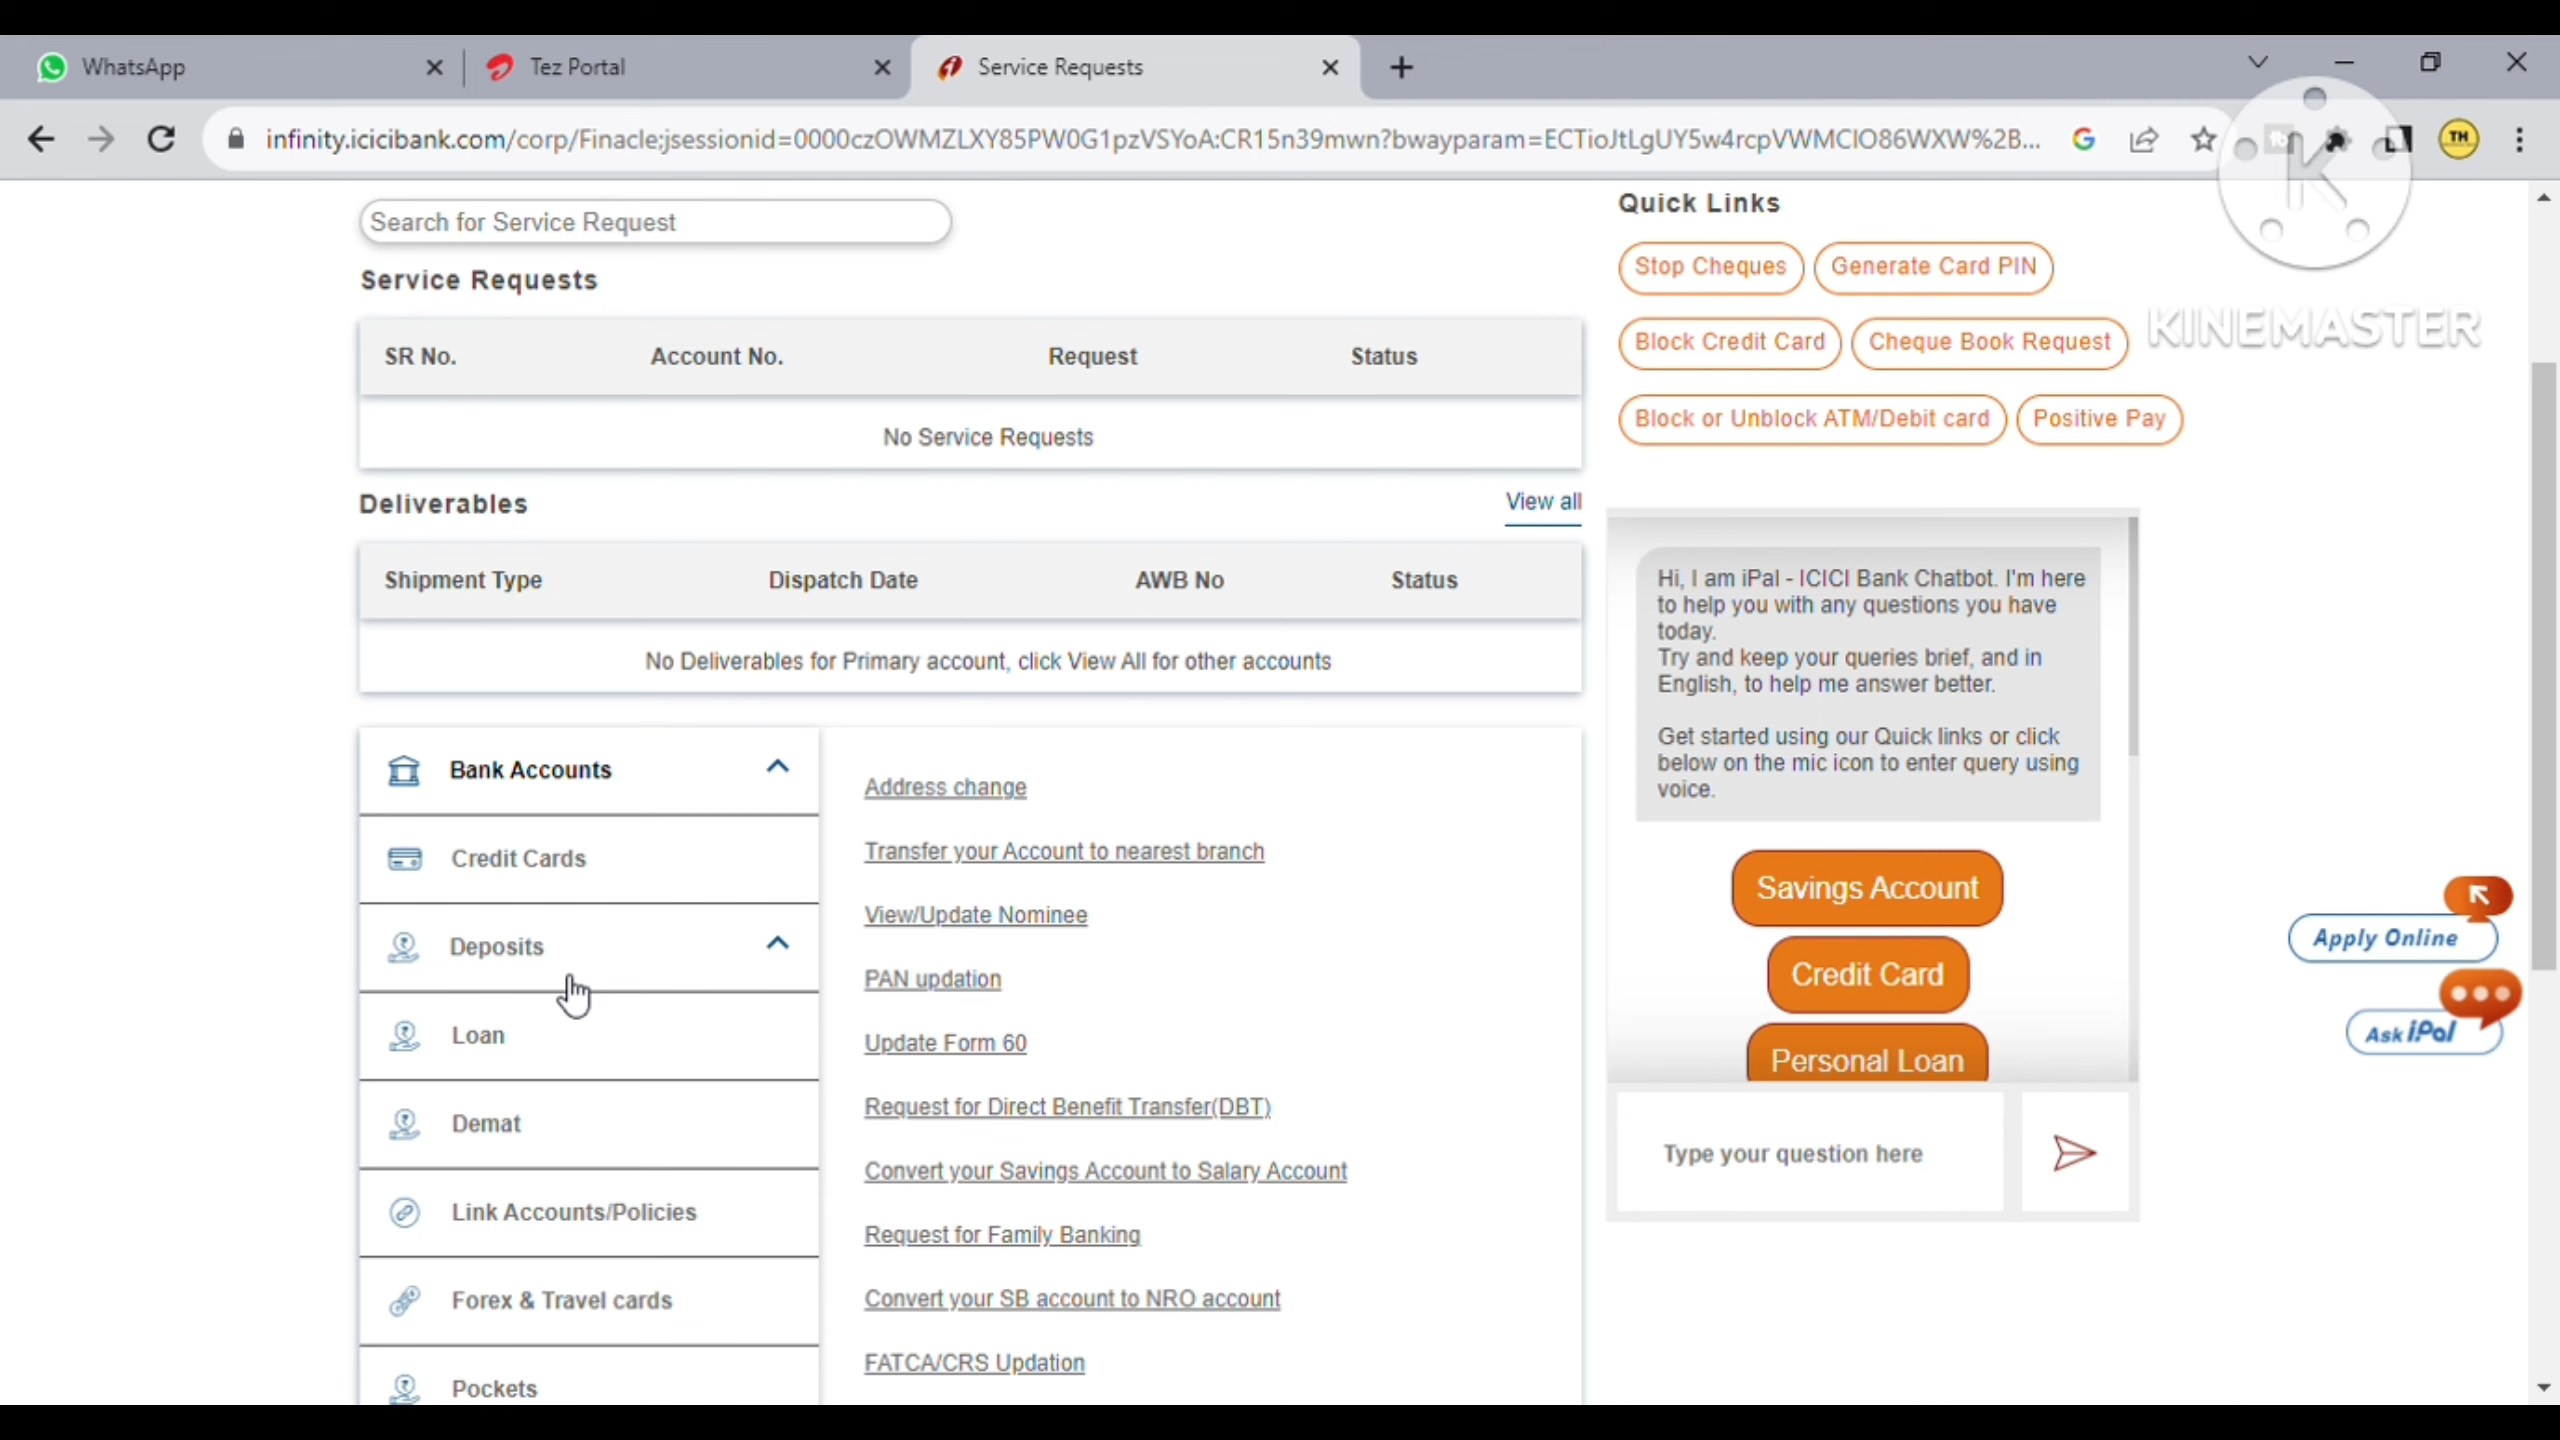 WhatsApp
Tez Portal
Service Requests
infinity.icicibank.com/corp/Finacle;jsessionid=0000czOWMZLXY85PW0G1pzVSYoA:CR15n39mwn?bwayparam=ECTioJtLgUY5w4rcpVWMCIO86WXW%2B...
TH
Search for Service Request
Service Requests
SR No. Account No. Request Status
No Service Requests
Deliverables View all
Shipment Type Dispatch Date AWB No Status
No Deliverables for Primary account, click View All for other accounts
Bank Accounts
Credit Cards
Deposits
Loan
Demat
Link Accounts/Policies
Forex & Travel cards
Pockets
Address change
Transfer your Account to nearest branch
View/Update Nominee
PAN updation
Update Form 60
Request for Direct Benefit Transfer(DBT)
Convert your Savings Account to Salary Account
Request for Family Banking
Convert your SB account to NRO account
FATCA/CRS Updation
Quick Links
Stop Cheques Generate Card PIN
Block Credit Card Cheque Book Request
Block or Unblock ATM/Debit card Positive Pay
K
KINEMASTER
Hi, I am iPal - ICICI Bank Chatbot. I'm here
to help you with any questions you have
today.
Try and keep your queries brief, and in
English, to help me answer better.
Get started using our Quick links or click
below on the mic icon to enter query using
voice.
Savings Account
Credit Card
Personal Loan
Type your question here
Apply Online
Ask iPal